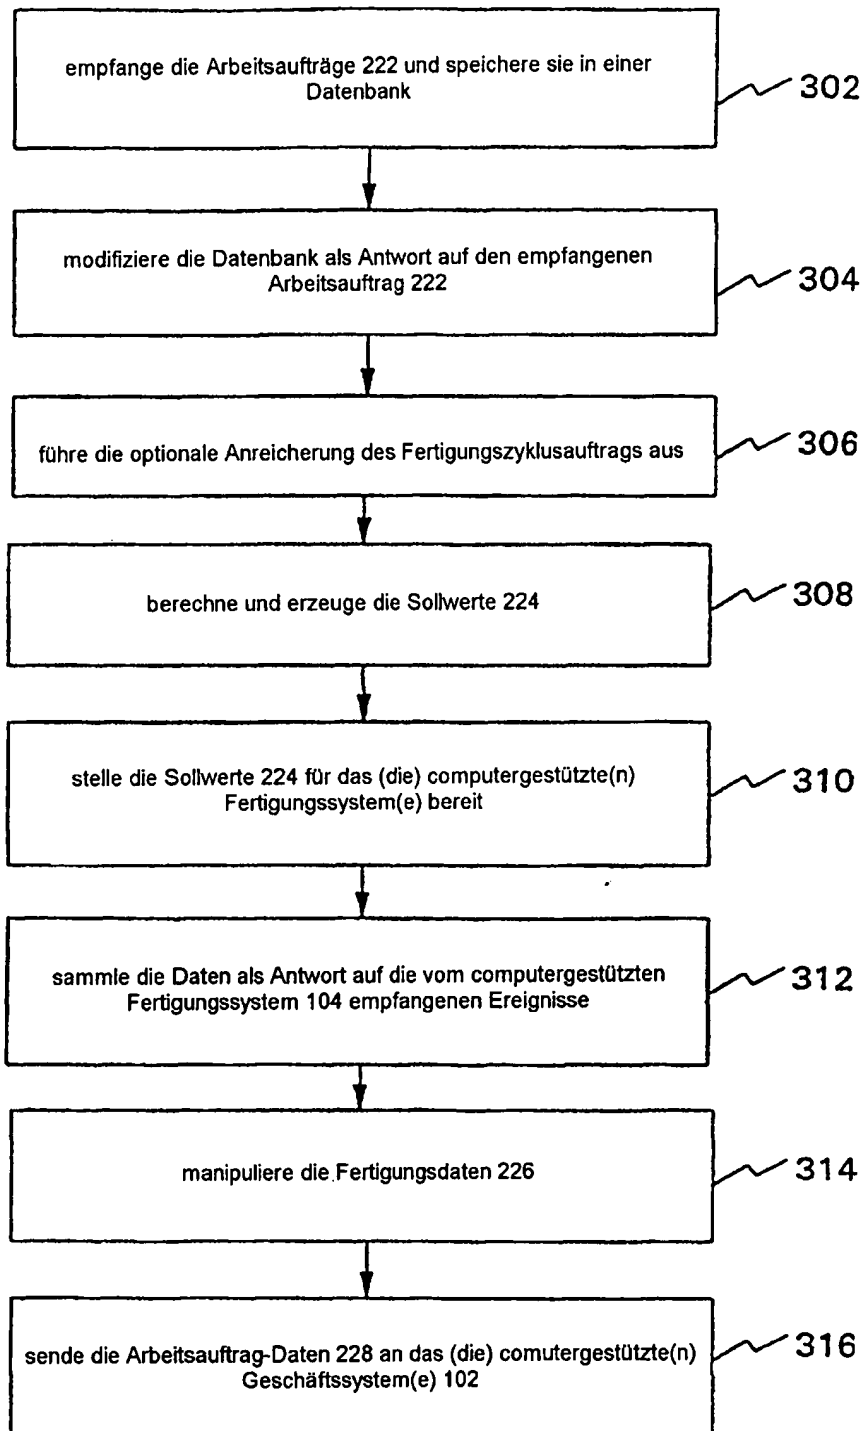 empfange die Arbeitsaufträge 222 und speichere sie in einer
Datenbank
302
modifiziere die Datenbank als Antwort auf den empfangenen
Arbeitsauftrag 222
304
führe die optionale Anreicherung des Fertigungszyklusauftrags aus
306
berechne und erzeuge die Sollwerte 224
308
stelle die Sollwerte 224 für das (die) computergestützte(n)
Fertigungssystem(e) bereit
310
sammle die Daten als Antwort auf die vom computergestützten
Fertigungssystem 104 empfangenen Ereignisse
312
manipuliere die Fertigungsdaten 226
314
sende die Arbeitsauftrag-Daten 228 an das (die) comutergestützte(n)
Geschäftssystem(e) 102
316